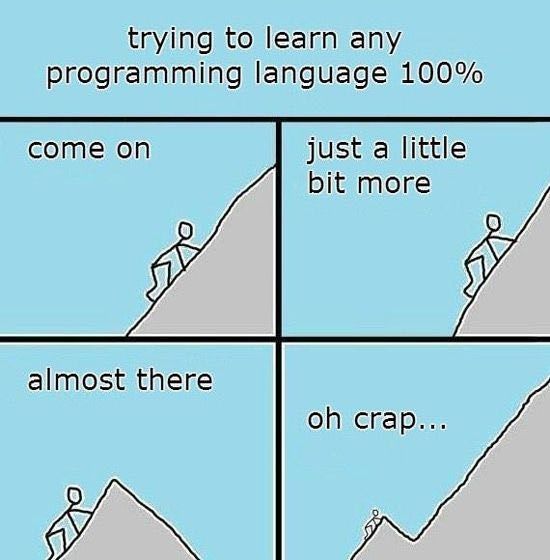 trying to learn any
programming language 100%
come on
just a little
bit more
almost there
oh crap...